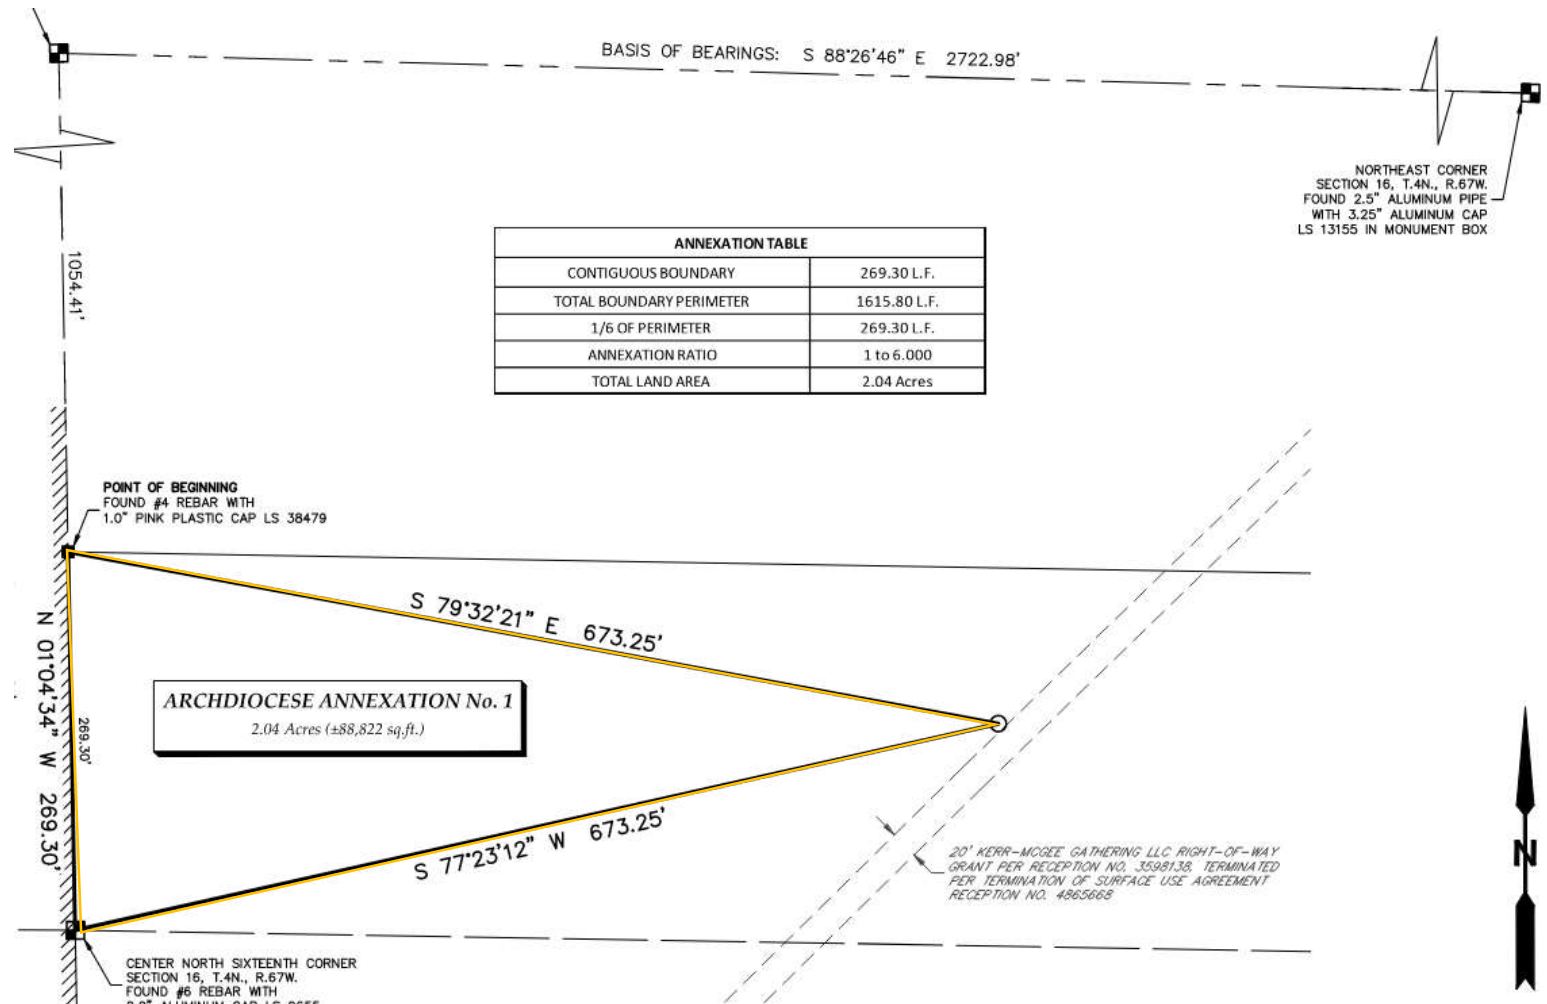 BASIS OF BEARINGS: S 88°26'46" E 2722.98'
NORTHEAST CORNER
SECTION 16, T.4N., R.67W.
FOUND 2.5" ALUMINUM PIPE
WITH 3.25" ALUMINUM CAP
LS 13155 IN MONUMENT BOX
1054.41'
ANNEXATION TABLE
CONTIGUOUS BOUNDARY 269.30 L.F.
TOTAL BOUNDARY PERIMETER 1615.80 L.F.
1/6 OF PERIMETER 269.30 L.F.
ANNEXATION RATIO 1 to 6.000
TOTAL LAND AREA 2.04 Acres
POINT OF BEGINNING
FOUND #4 REBAR WITH
1.0" PINK PLASTIC CAP LS 38479
S 79°32'21" E 673.25'
N 01°04'34" W 269.30'
269.30'
ARCHDIOCESE ANNEXATION No. 1
2.04 Acres (±88,822 sq.ft.)
S 77°23'12" W 673.25'
20' KERR-MCGEE GATHERING LLC RIGHT-OF-WAY
GRANT PER RECEPTION NO. 3598138, TERMINATED
PER TERMINATION OF SURFACE USE AGREEMENT
RECEPTION NO. 4865668
N
CENTER NORTH SIXTEENTH CORNER
SECTION 16, T.4N., R.67W.
FOUND #6 REBAR WITH
ALUMINUM CAP LS